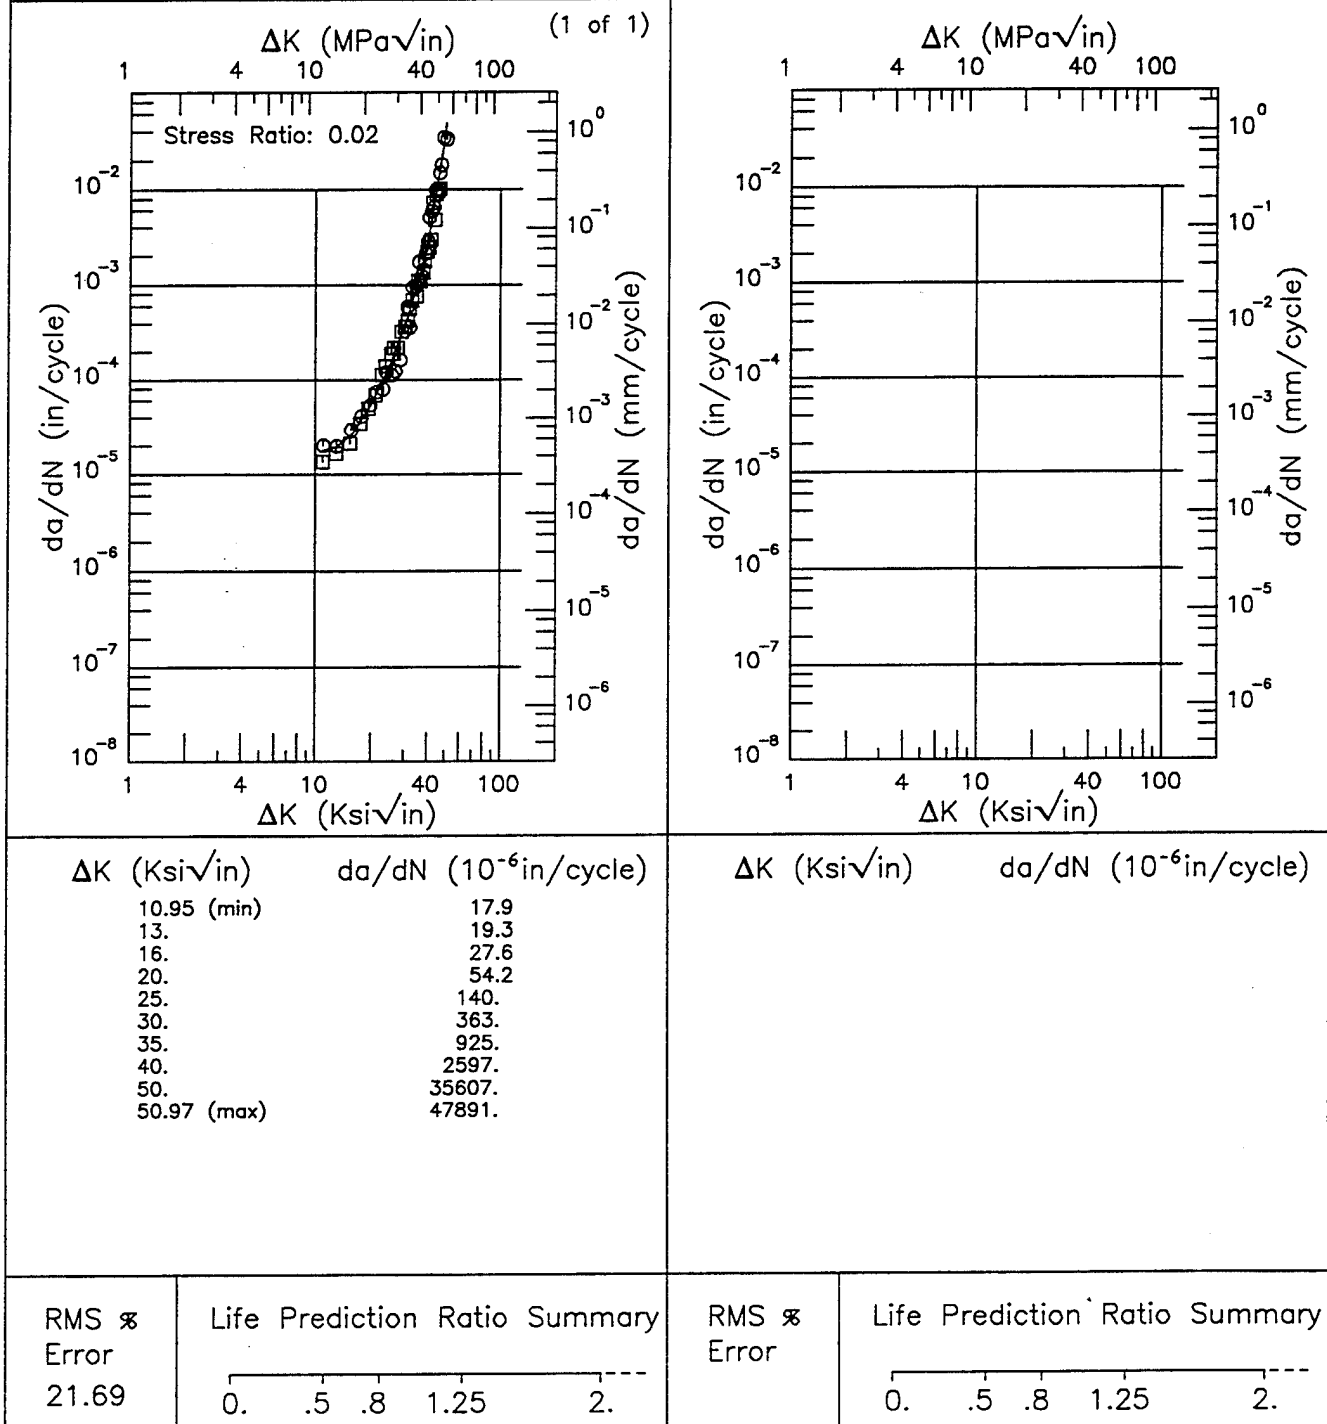 (1 of 1)
ΔK (MPa√in)
1 4 10 40 100
Stress Ratio: 0.02
10⁻²
10⁻³
10⁻⁴
10⁻⁵
10⁻⁶
10⁻⁷
10⁻⁸
da/dN (in/cycle)
10⁰
10⁻¹
10⁻²
10⁻³
10⁻⁴
10⁻⁵
10⁻⁶
da/dN (mm/cycle)
1 4 10 40 100
ΔK (Ksi√in)
ΔK (MPa√in)
1 4 10 40 100
10⁻²
10⁻³
10⁻⁴
10⁻⁵
10⁻⁶
10⁻⁷
10⁻⁸
da/dN (in/cycle)
10⁰
10⁻¹
10⁻²
10⁻³
10⁻⁴
10⁻⁵
10⁻⁶
da/dN (mm/cycle)
1 4 10 40 100
ΔK (Ksi√in)
ΔK (Ksi√in) da/dN (10⁻⁶in/cycle)
10.95 (min) 17.9
13. 19.3
16. 27.6
20. 54.2
25. 140.
30. 363.
35. 925.
40. 2597.
50. 35607.
50.97 (max) 47891.
ΔK (Ksi√in) da/dN (10⁻⁶in/cycle)
RMS %
Error
21.69
Life Prediction Ratio Summary
0. .5 .8 1.25 2.
RMS %
Error
Life Prediction Ratio Summary
0. .5 .8 1.25 2.